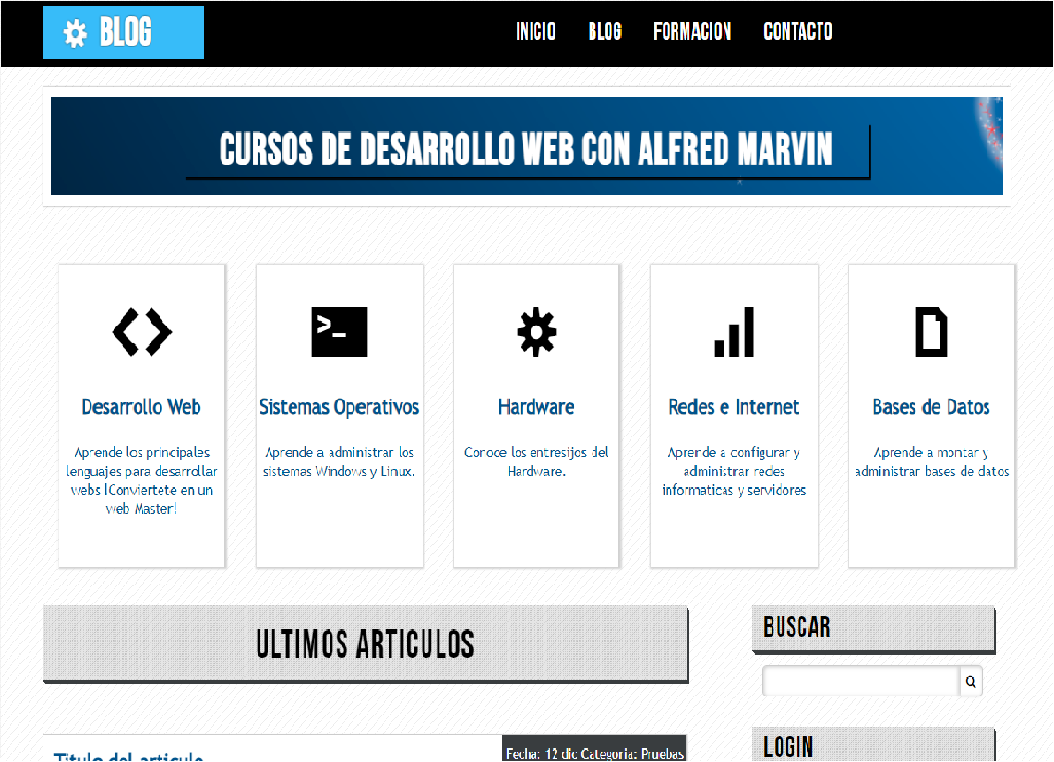 BLOG
INICIO BLOG FORMACION CONTACTO
CURSOS DE DESARROLLO WEB CON ALFRED MARVIN
>_
Desarrollo Web
Aprende los principales
lenguajes para desarrollar
webs ¡Conviertete en un
web Master!
Sistemas Operativos
Aprende a administrar los
sistemas Windows y Linux.
Hardware
Conoce los entresijos del
Hardware.
Redes e Internet
Aprende a configurar y
administrar redes
informaticas y servidores
Bases de Datos
Aprende a montar y
administrar bases de datos
ULTIMOS ARTICULOS
BUSCAR
LOGIN
Titulo del articulo
Fecha: 12 dic Categoria: Pruebas